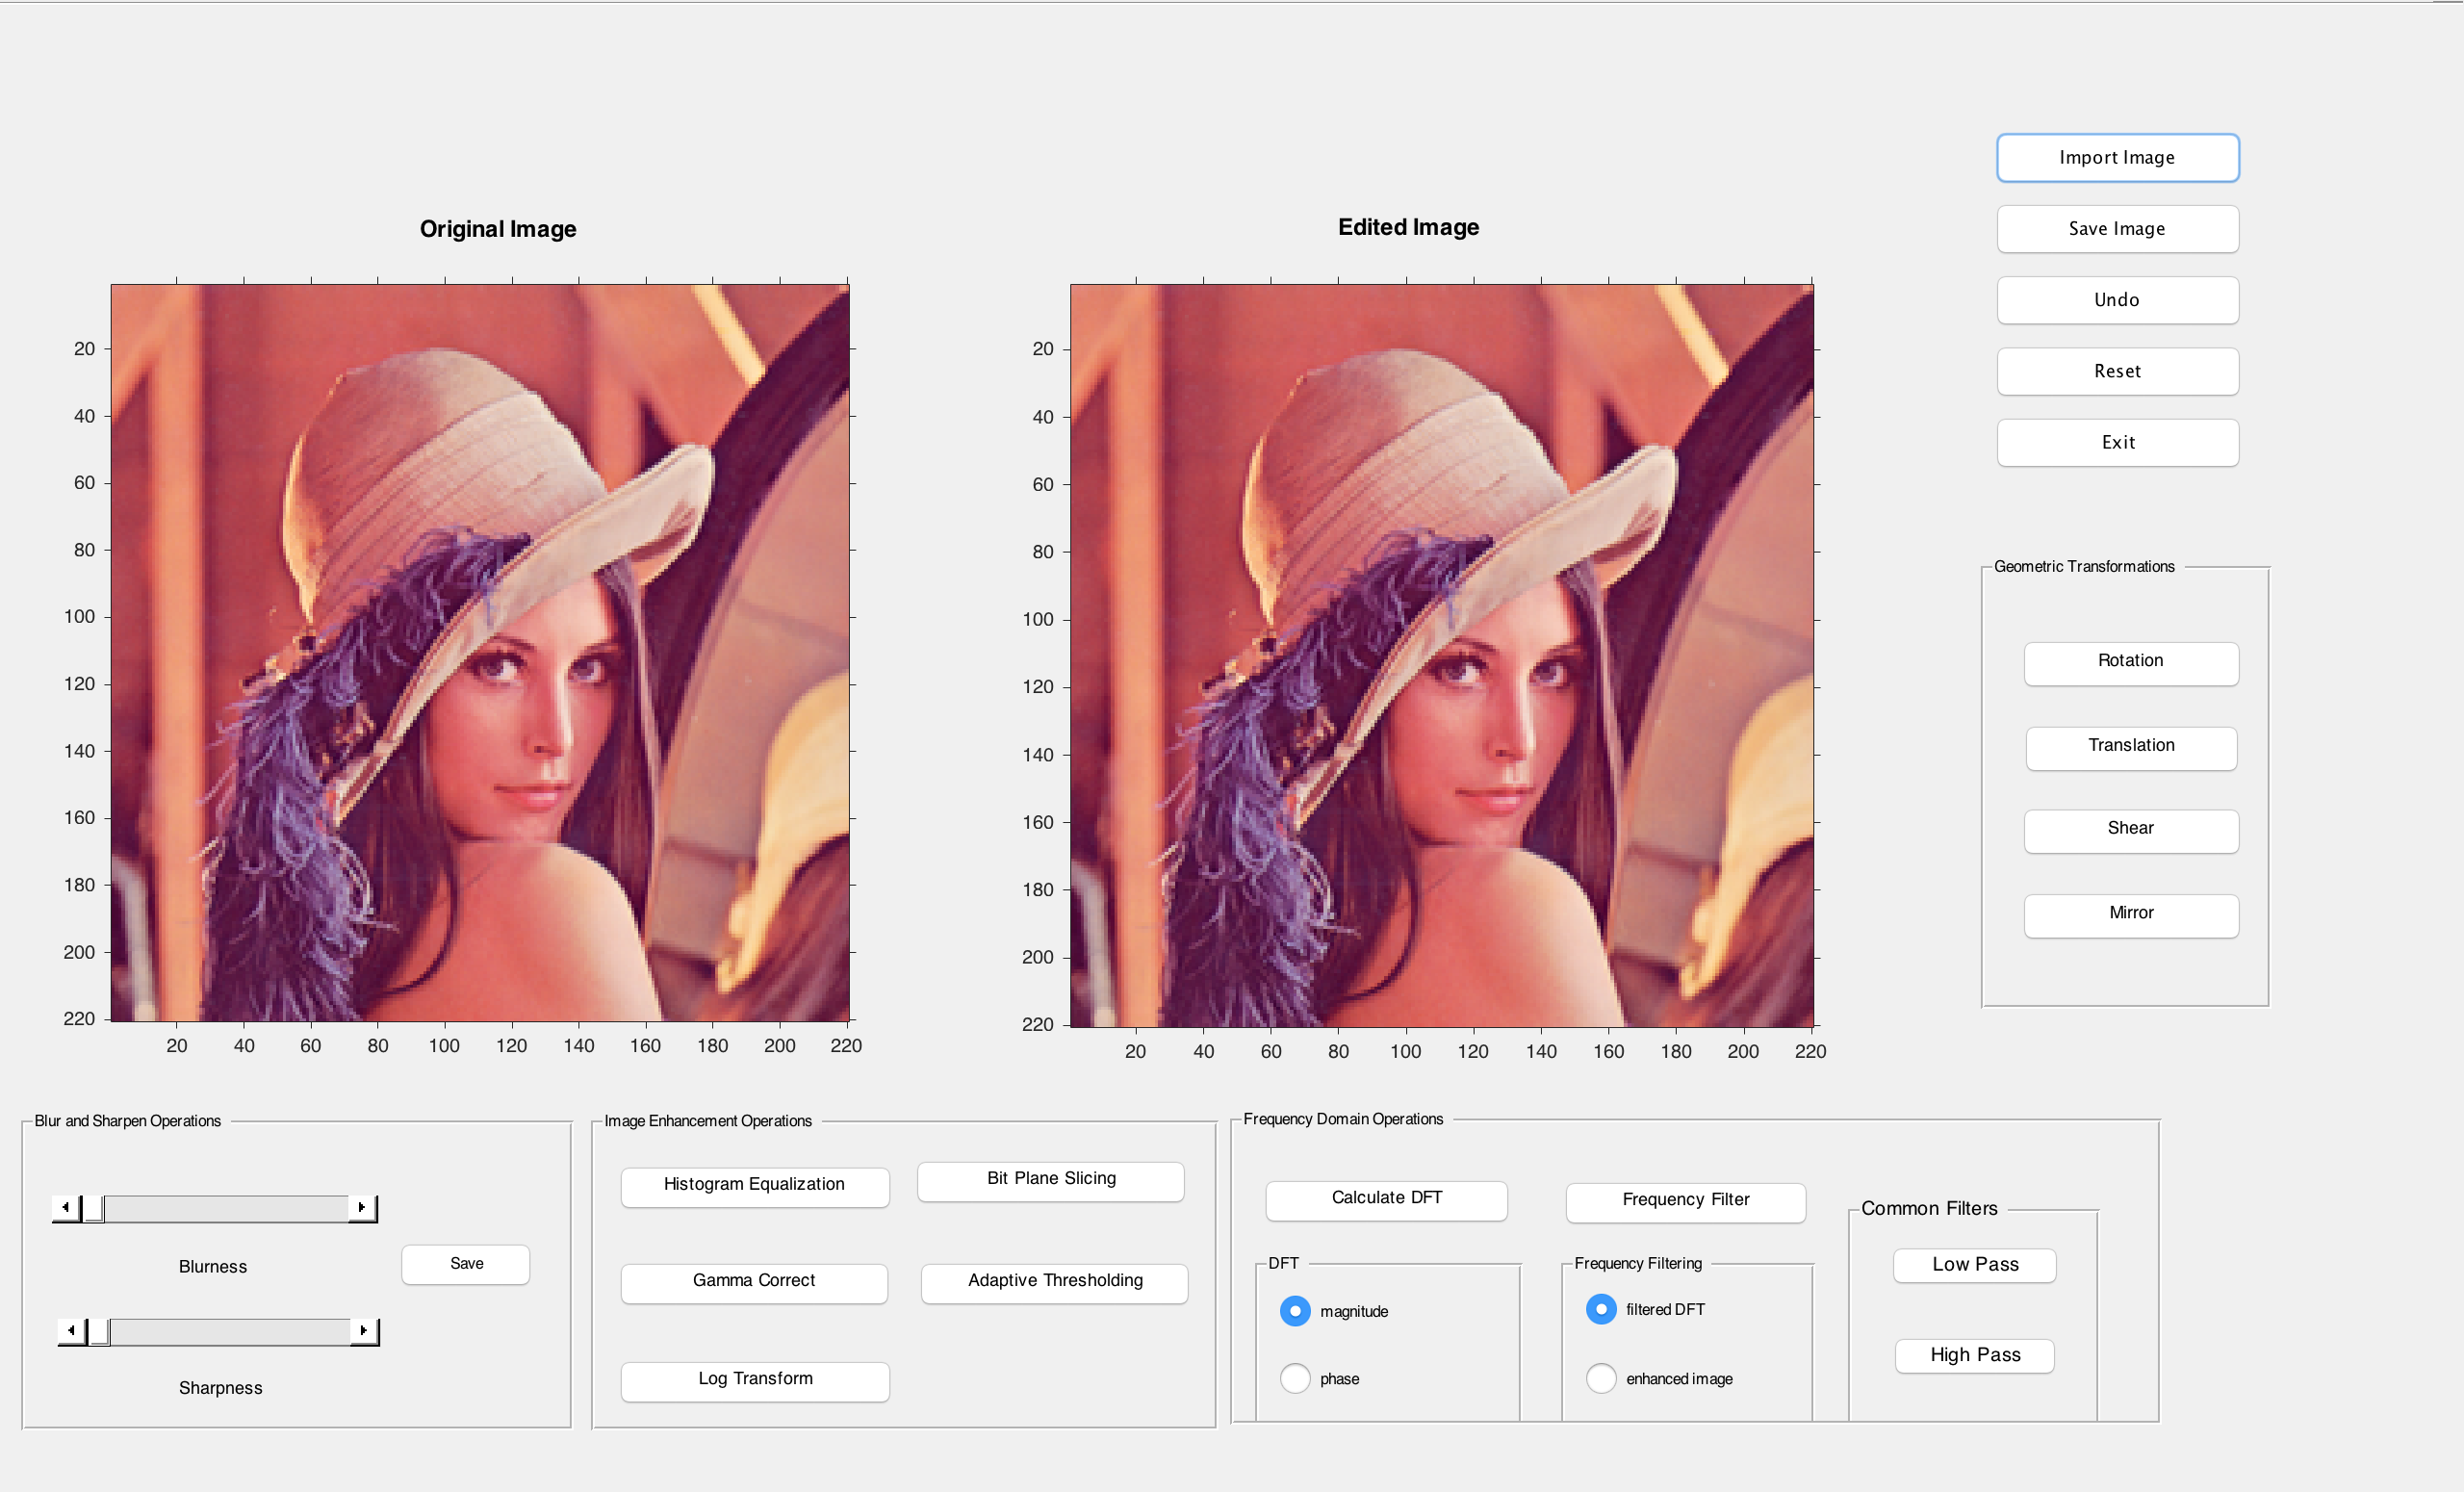 Import Image
Save Image
Undo
Reset
Exit
Original Image
20
40
60
80
100
120
140
160
180
200
220
20 40 60 80 100 120 140 160 180 200 220
Edited Image
20
40
60
80
100
120
140
160
180
200
220
20 40 60 80 100 120 140 160 180 200 220
Geometric Transformations
Rotation
Translation
Shear
Mirror
Blur and Sharpen Operations
Blurness
Save
Sharpness
Image Enhancement Operations
Histogram Equalization
Bit Plane Slicing
Gamma Correct
Adaptive Thresholding
Log Transform
Frequency Domain Operations
Calculate DFT
Frequency Filter
DFT
magnitude
phase
Frequency Filtering
filtered DFT
enhanced image
Common Filters
Low Pass
High Pass